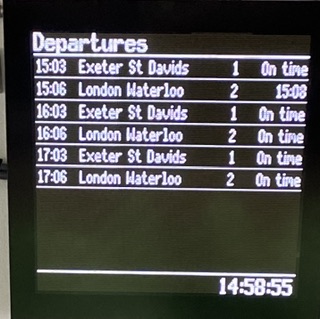 Departures
15:03 Exeter St Davids 1 On time
15:06 London Waterloo 2 15:08
16:03 Exeter St Davids 1 On time
16:06 London Waterloo 2 On time
17:03 Exeter St Davids 1 On time
17:06 London Waterloo 2 On time
14:58:55